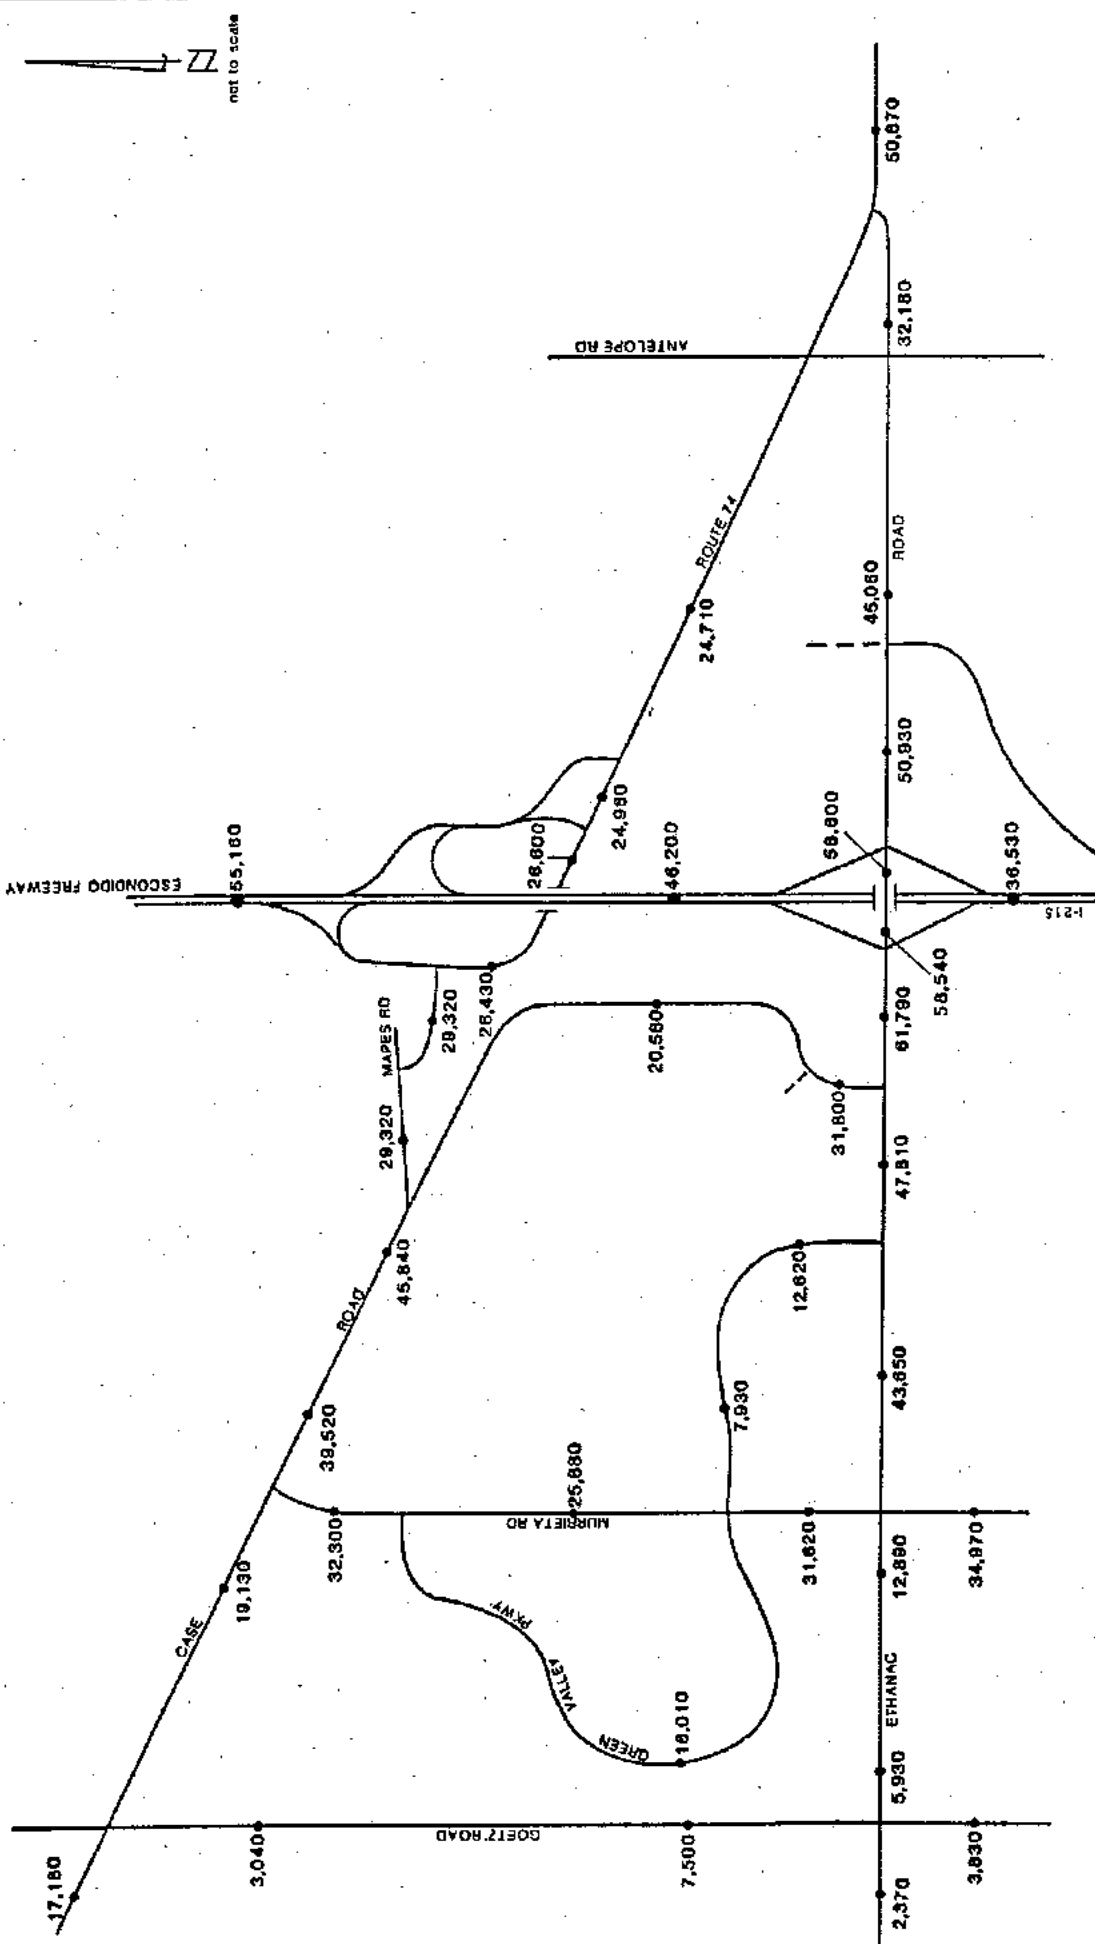 Z
not to scale
50,870
32,180
ANTELOPE RD
ROUTE 74
24,710
ROAD
45,060
50,930
24,980
26,600
58,800
ESCONDIDO FREEWAY
55,160
46,200
36,530
I-215
58,540
61,790
26,430
29,320
MAPES RD
29,320
20,580
31,800
47,810
45,840
ROAD
12,620
43,650
7,930
39,520
32,300
25,880
MURRIETA RD
31,620
34,970
12,890
19,130
CASE
GREEN
VALLEY
PKWY
16,010
ETHANAC
5,930
GOETZ ROAD
17,180
3,040
7,500
3,830
2,370